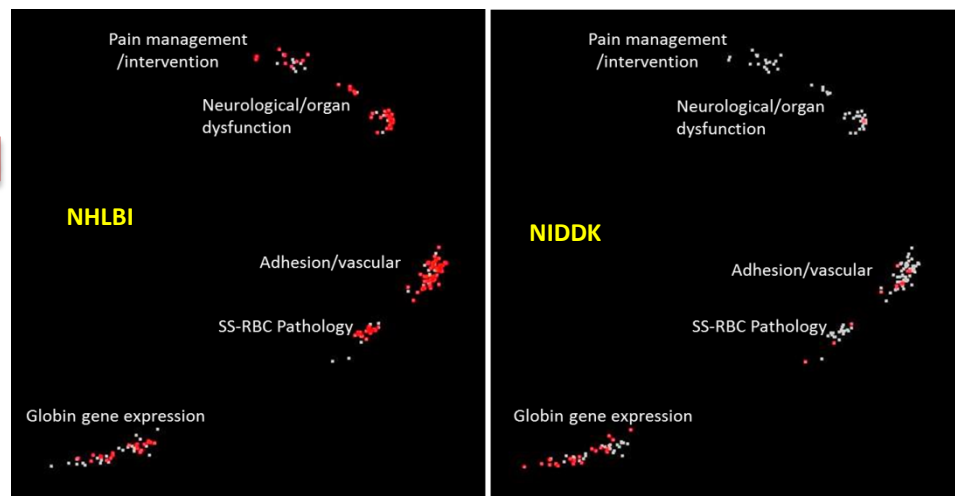 Pain management
/intervention
Neurological/organ
dysfunction
NHLBI
Adhesion/vascular
SS-RBC Pathology
Globin gene expression
Pain management
/intervention
Neurological/organ
dysfunction
NIDDK
Adhesion/vascular
SS-RBC Pathology
Globin gene expression